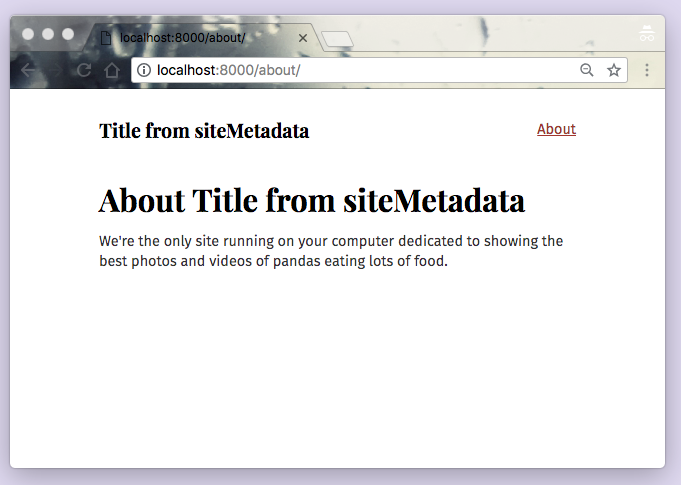 localhost:8000/about/
localhost:8000/about/
Title from siteMetadata
About
About Title from siteMetadata
We're the only site running on your computer dedicated to showing the
best photos and videos of pandas eating lots of food.